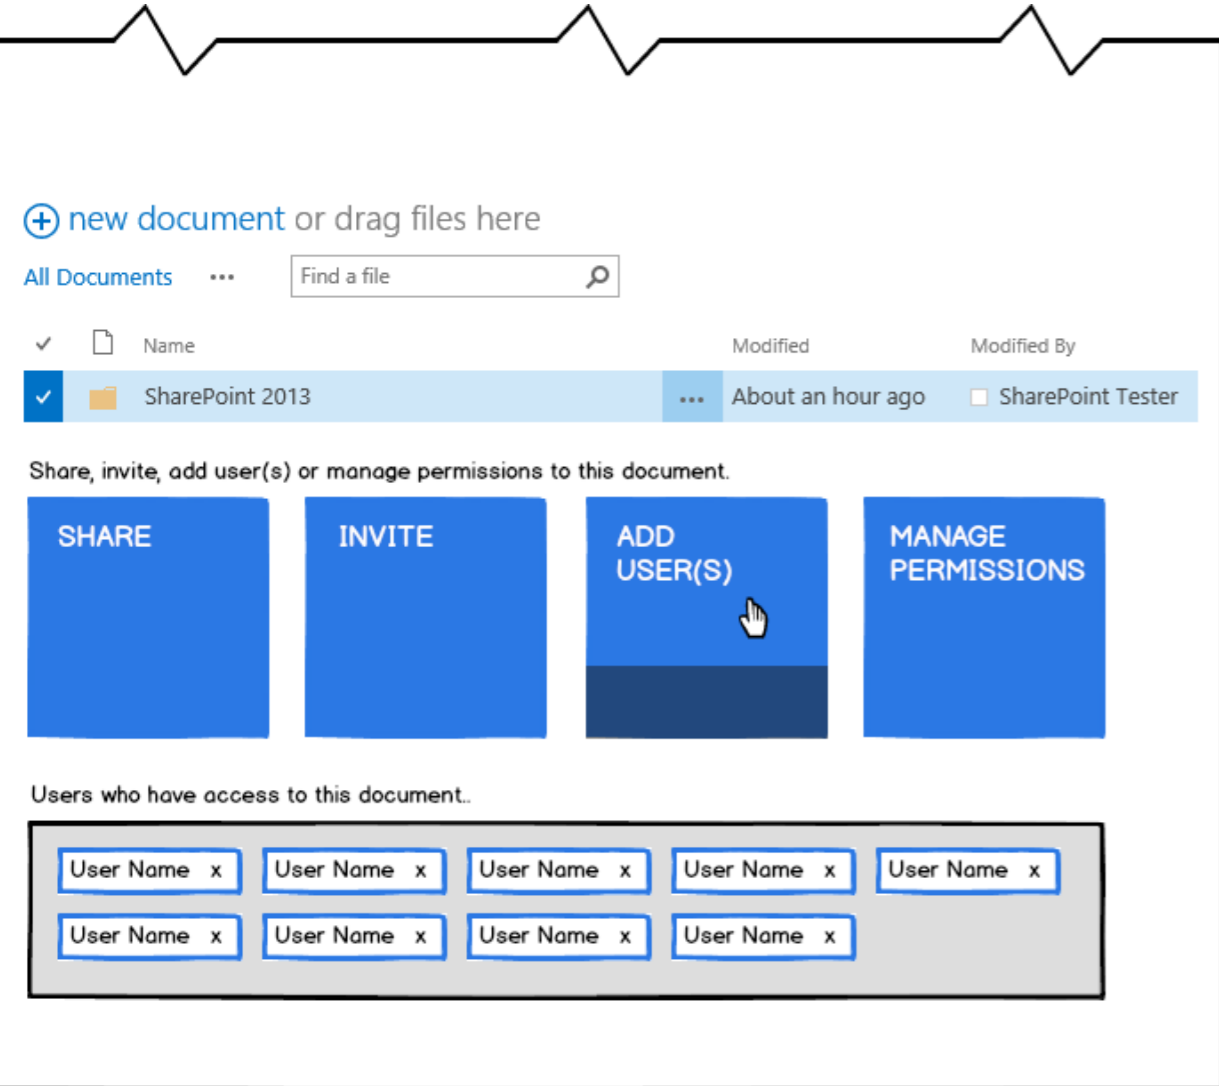 new document or drag files here
All Documents ... Find a file
Name Modified Modified By
SharePoint 2013 ... About an hour ago SharePoint Tester
Share, invite, add user(s) or manage permissions to this document.
SHARE INVITE ADD MANAGE
USER(S) PERMISSIONS
Users who have access to this document..
User Name x User Name x User Name x User Name x User Name x
User Name x User Name x User Name x User Name x